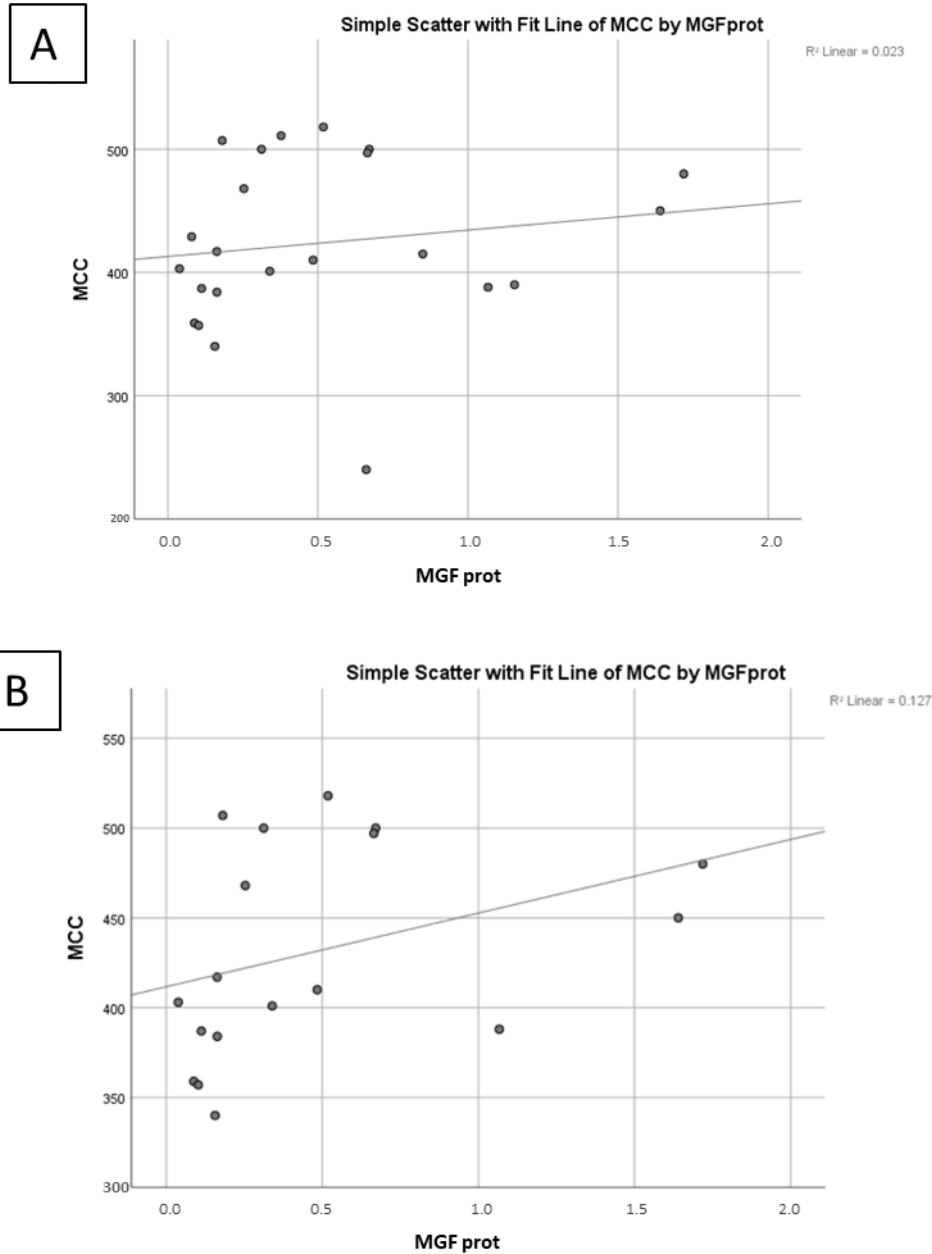 A
Simple Scatter with Fit Line of MCC by MGFprot
R² Linear = 0.023
500
400
300
200
MCC
0.0 0.5 1.0 1.5 2.0
MGF prot
B
Simple Scatter with Fit Line of MCC by MGFprot
R² Linear = 0.127
550
500
450
400
350
300
MCC
0.0 0.5 1.0 1.5 2.0
MGF prot